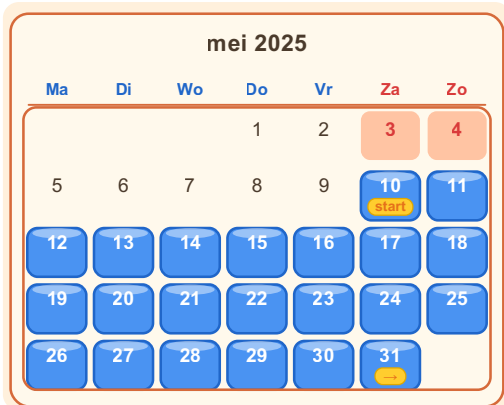 mei 2025
Ma Di Wo Do Vr Za Zo
1 2 3 4
5 6 7 8 9 10 11
start
12 13 14 15 16 17 18
19 20 21 22 23 24 25
26 27 28 29 30 31
→